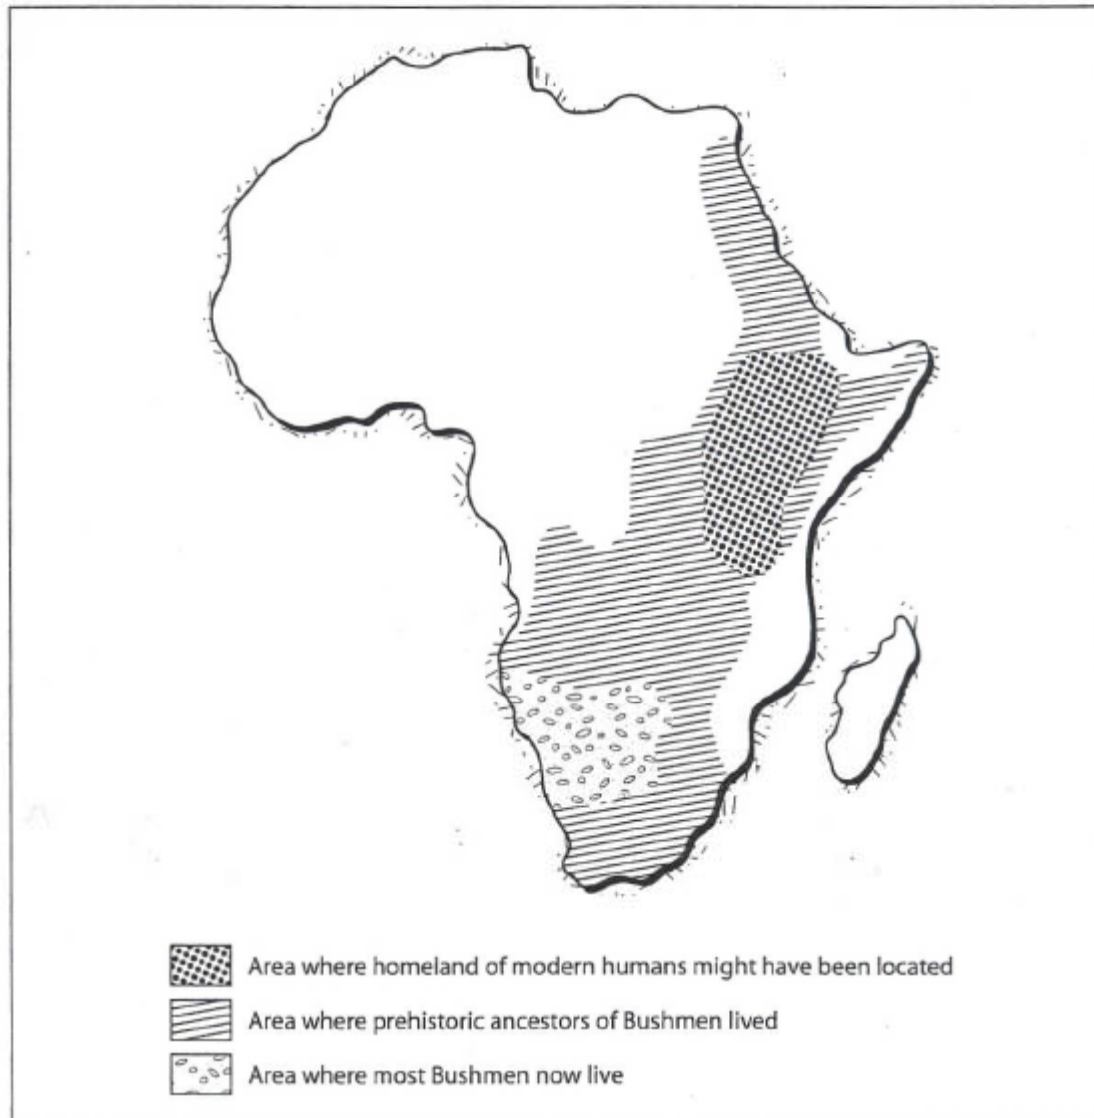 Area where homeland of modern humans might have been located
Area where prehistoric ancestors of Bushmen lived
Area where most Bushmen now live